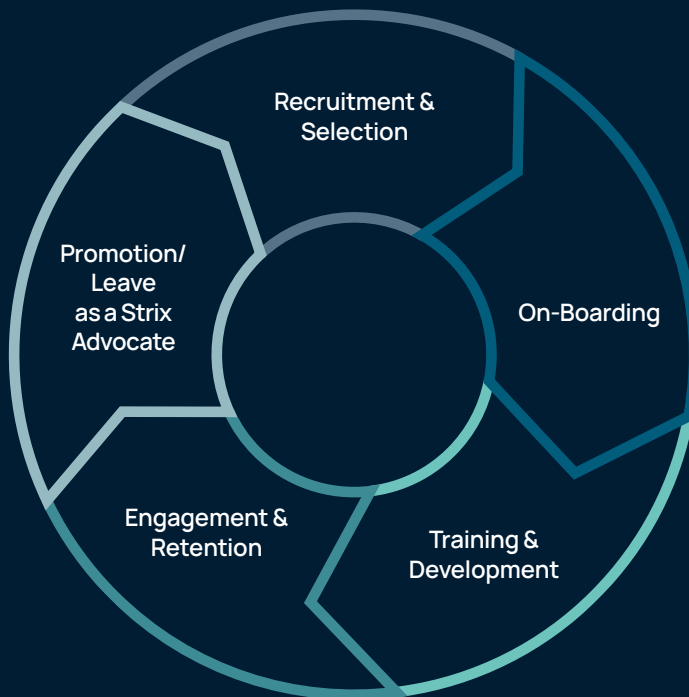 Recruitment &
Selection
On-Boarding
Training &
Development
Engagement &
Retention
Promotion/
Leave
as a Strix
Advocate